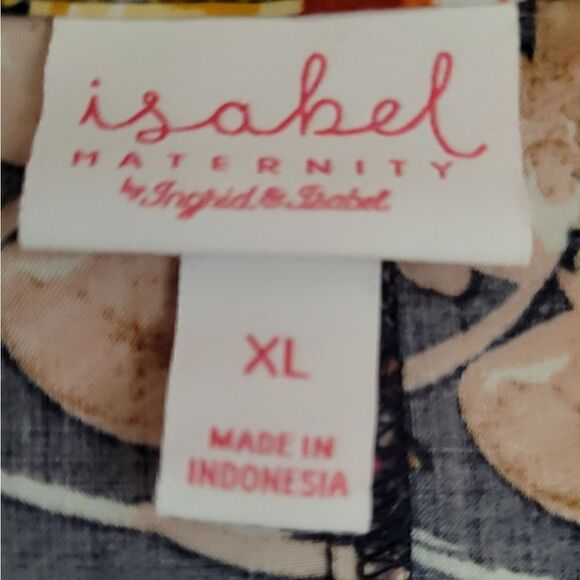 isabel
MATERNITY
by Ingrid & Isabel
XL
MADE IN
INDONESIA